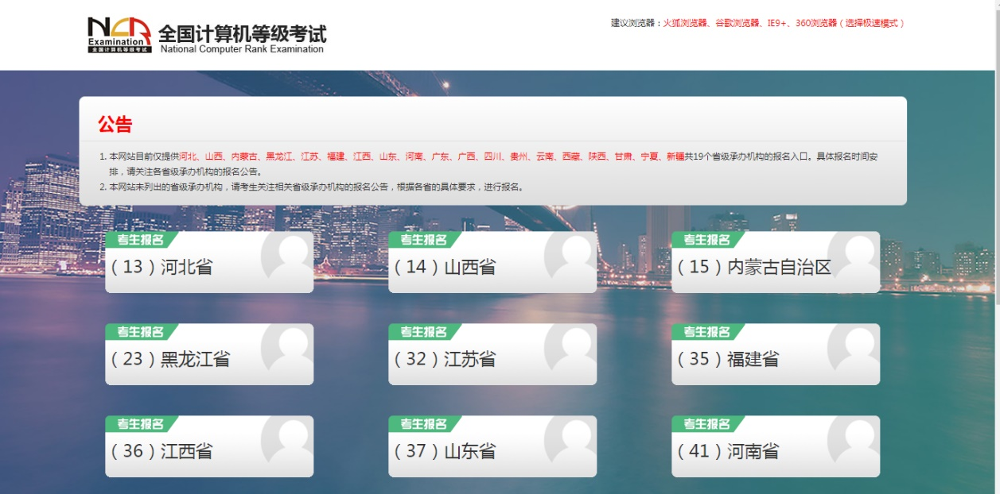 NCR
Examination
全国计算机等级考试
全国计算机等级考试
National Computer Rank Examination
建议浏览器：火狐浏览器、谷歌浏览器、IE9+、360浏览器（选择极速模式）
公告
1. 本网站目前仅提供河北、山西、内蒙古、黑龙江、江苏、福建、江西、山东、河南、广东、广西、四川、贵州、云南、西藏、陕西、甘肃、宁夏、新疆共19个省级承办机构的报名入口。具体报名时间安
排，请关注各省级承办机构的报名公告。
2. 本网站未列出的省级承办机构，请考生关注相关省级承办机构的报名公告，根据各省的具体要求，进行报名。
考生报名
（13）河北省
考生报名
（14）山西省
考生报名
（15）内蒙古自治区
考生报名
（23）黑龙江省
考生报名
（32）江苏省
考生报名
（35）福建省
考生报名
（36）江西省
考生报名
（37）山东省
考生报名
（41）河南省